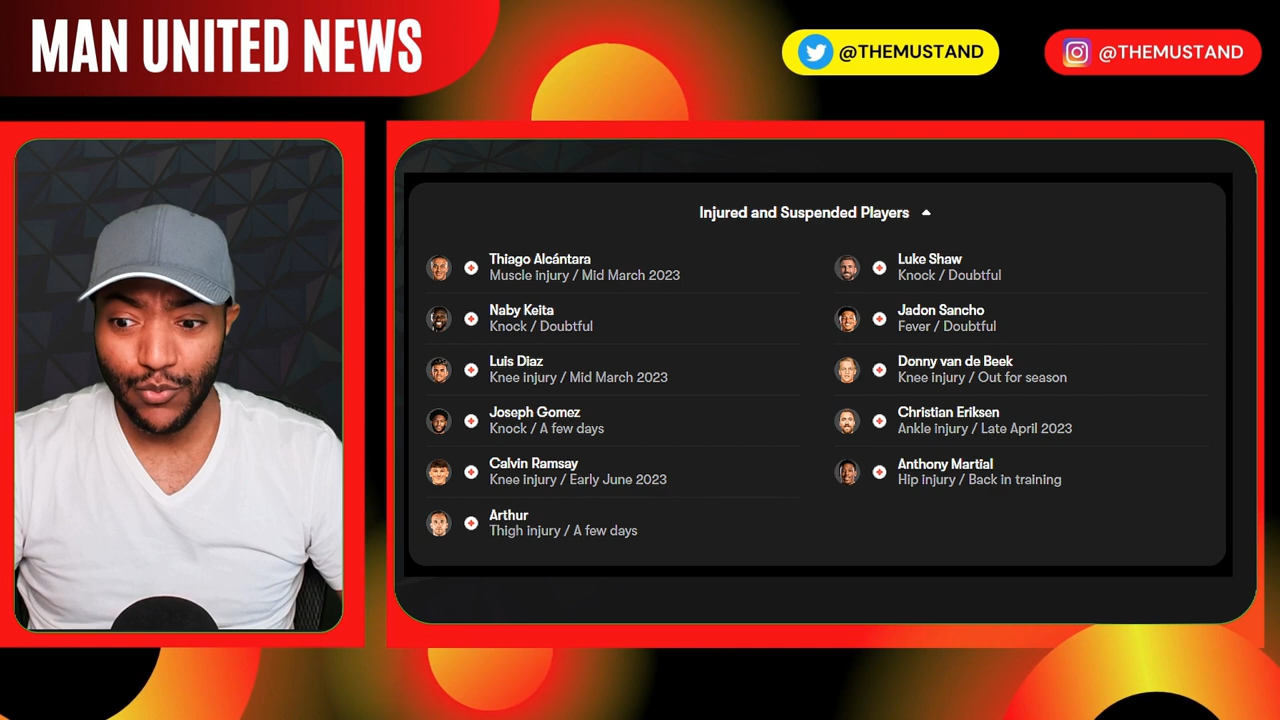 MAN UNITED NEWS
@THEMUSTAND
@THEMUSTAND
Injured and Suspended Players
Thiago Alcántara
Muscle injury / Mid March 2023
Naby Keita
Knock / Doubtful
Luis Diaz
Knee injury / Mid March 2023
Joseph Gomez
Knock / A few days
Calvin Ramsay
Knee injury / Early June 2023
Arthur
Thigh injury / A few days
Luke Shaw
Knock / Doubtful
Jadon Sancho
Fever / Doubtful
Donny van de Beek
Knee injury / Out for season
Christian Eriksen
Ankle injury / Late April 2023
Anthony Martial
Hip injury / Back in training